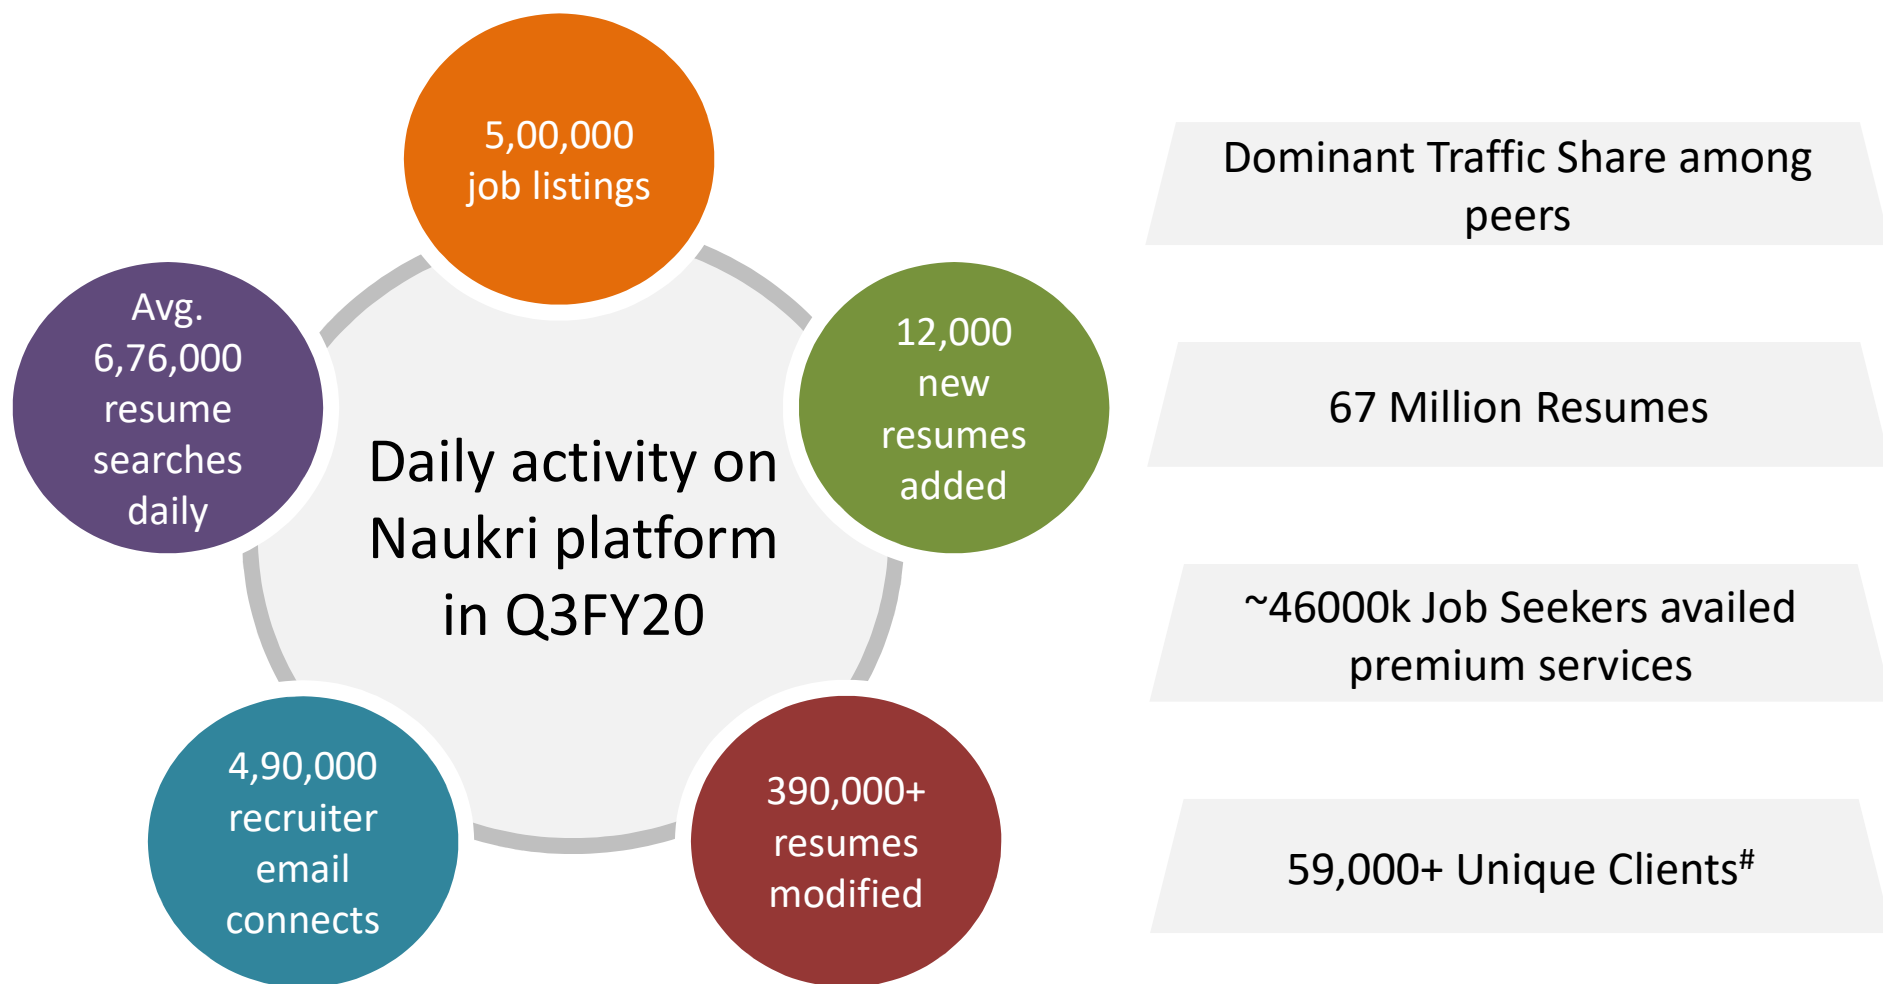 5,00,000
job listings
Avg.
6,76,000
resume
searches
daily
12,000
new
resumes
added
Daily activity on
Naukri platform
in Q3FY20
4,90,000
recruiter
email
connects
390,000+
resumes
modified
Dominant Traffic Share among
peers
67 Million Resumes
~46000k Job Seekers availed
premium services
59,000+ Unique Clients#